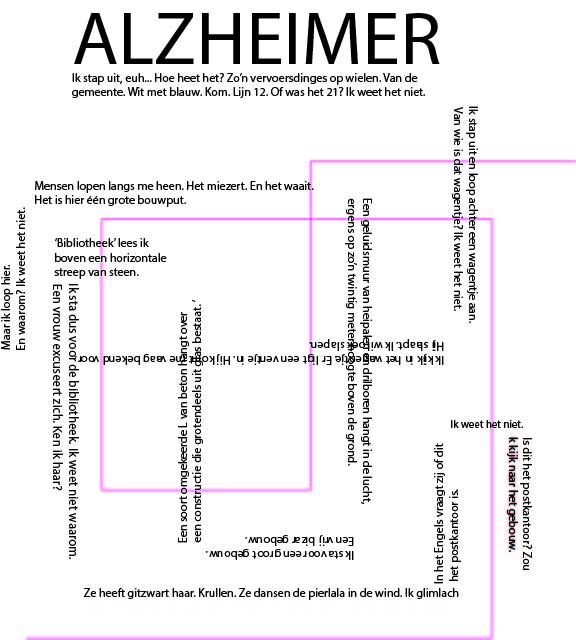 ALZHEIMER
Ik stap uit, euh... Hoe heet het? Zo’n vervoersdinges op wielen. Van de
gemeente. Wit met blauw. Kom. Lijn 12. Of was het 21? Ik weet het niet.
Ik stap uit en loop achter een wagentje aan.
Van wie is dat wagentje? Ik weet het niet.
Mensen lopen langs me heen. Het miezert. En het waait.
Het is hier één grote bouwput.
Maar ik loop hier.
En waarom? Ik weet het niet.
‘Bibliotheek’ lees ik
boven een horizontale
streep van steen.
Ik sta dus voor de bibliotheek. Ik weet niet waarom.
Een vrouw excuseert zich. Ken ik haar?
Een soort omgekeerde L van beton hangt over
een constructie die grotendeels uit glas bestaat.’
Een geluidsmuur van heipalen en drilboren hangt in de lucht,
ergens op zo’n twintig meter hoogte boven de grond.
Ik kijk in het wagentje Er ligt een ventje in. Hij komt me vaag bekend voor.
Hij slaapt. Ik wil ook slapen.
Ik weet het niet.
Is dit het postkantoor? Zou
k kijk naar het gebouw.
In het Engels vraagt zij of dit
het postkantoor is.
Ik sta voor een groot gebouw.
Een vrij bizar gebouw.
Ze heeft gitzwart haar. Krullen. Ze dansen de pierlala in de wind. Ik glimlach